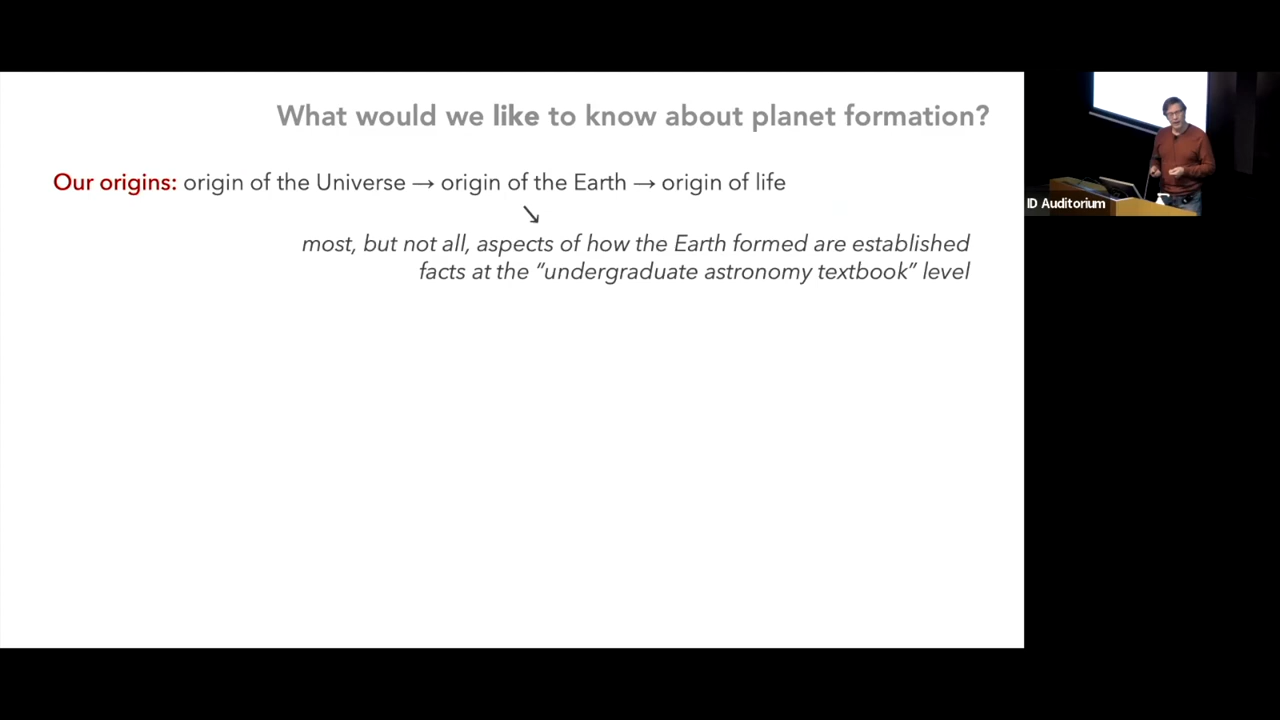 What would we like to know about planet formation?
Our origins: origin of the Universe → origin of the Earth → origin of life
↘
most, but not all, aspects of how the Earth formed are established
facts at the “undergraduate astronomy textbook” level
ID Auditorium